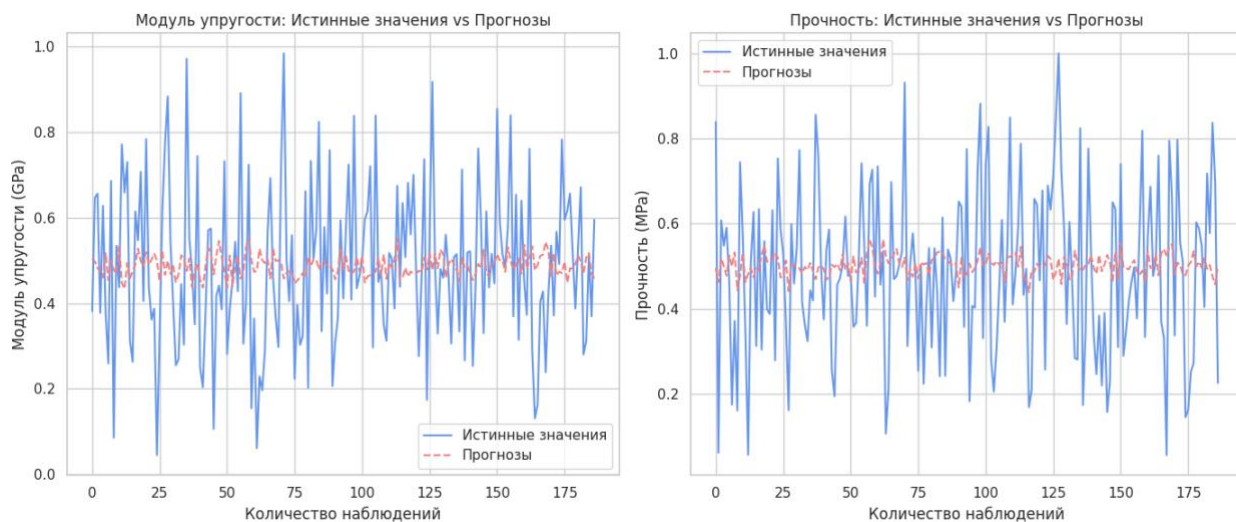 Модуль упругости: Истинные значения vs Прогнозы
Модуль упругости (GPa)
1.0
0.8
0.6
0.4
0.2
0.0
Истинные значения
Прогнозы
0 25 50 75 100 125 150 175
Количество наблюдений
Прочность: Истинные значения vs Прогнозы
Прочность (MPa)
1.0
0.8
0.6
0.4
0.2
Истинные значения
Прогнозы
0 25 50 75 100 125 150 175
Количество наблюдений